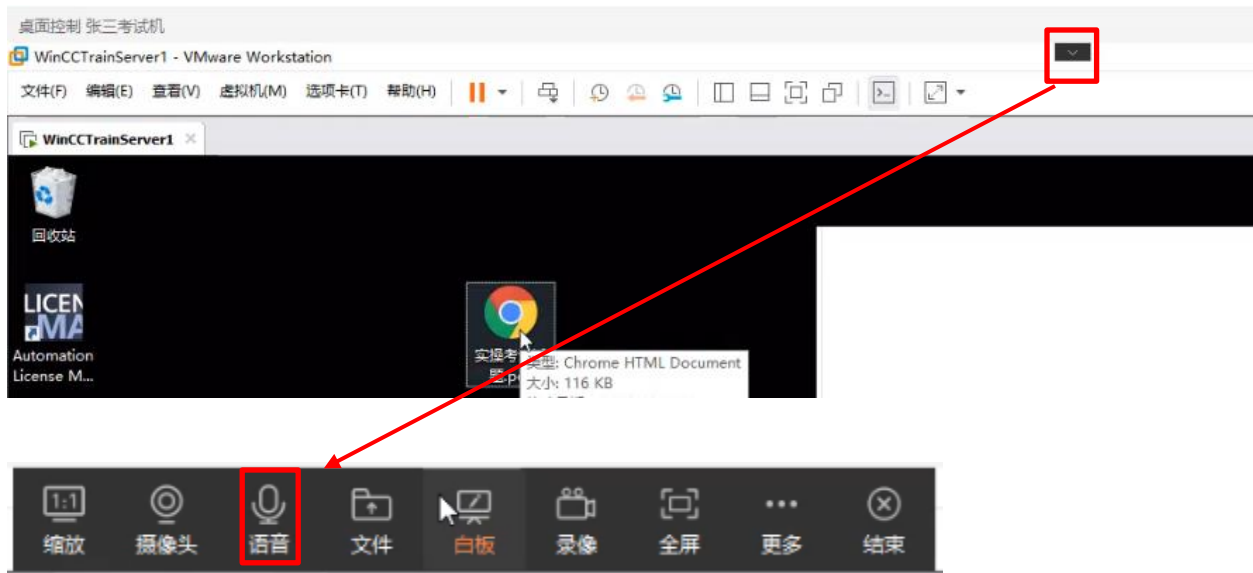 桌面控制 张三考试机
WinCCTrainServer1 - VMware Workstation
文件(F) 编辑(E) 查看(V) 虚拟机(M) 选项卡(T) 帮助(H)
WinCCTrainServer1
回收站
LICEN
MA
Automation
License M...
实操考
题.p
类型: Chrome HTML Document
大小: 116 KB
1:1
缩放 摄像头 语音 文件 白板 录像 全屏 更多 结束